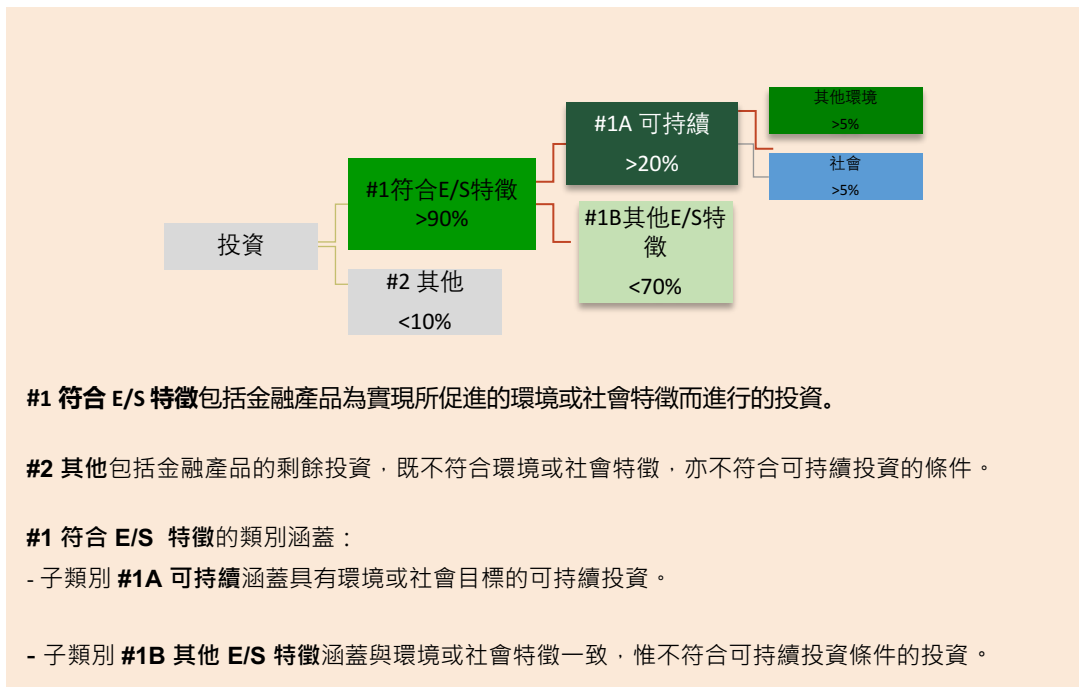 投資
#1符合E/S特徵
>90%
#2 其他
<10%
#1A 可持續
>20%
#1B其他E/S特
徵
<70%
其他環境
>5%
社會
>5%
#1 符合 E/S 特徵包括金融產品為實現所促進的環境或社會特徵而進行的投資。
#2 其他包括金融產品的剩餘投資，既不符合環境或社會特徵，亦不符合可持續投資的條件。
#1 符合 E/S 特徵的類別涵蓋：
- 子類別 #1A 可持續涵蓋具有環境或社會目標的可持續投資。
- 子類別 #1B 其他 E/S 特徵涵蓋與環境或社會特徵一致，惟不符合可持續投資條件的投資。